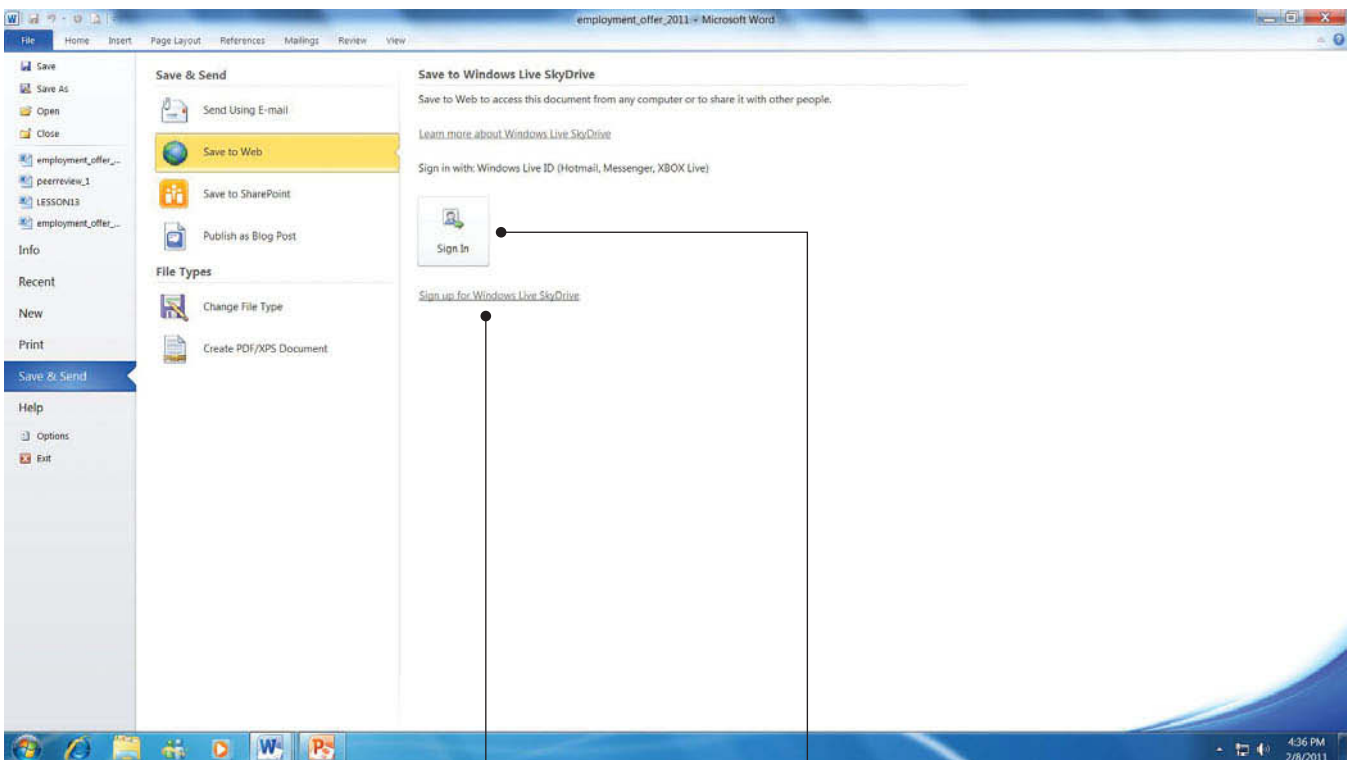 employment_offer_2011 - Microsoft Word
File Home Insert Page Layout References Mailings Review View
Save
Save As
Open
Close
employment_offer_...
peerreview_1
LESSON13
employment_offer_...
Info
Recent
New
Print
Save & Send
Help
Options
Exit
Save & Send
Send Using E-mail
Save to Web
Save to SharePoint
Publish as Blog Post
File Types
Change File Type
Create PDF/XPS Document
Save to Windows Live SkyDrive
Save to Web to access this document from any computer or to share it with other people.
Learn more about Windows Live SkyDrive
Sign in with: Windows Live ID (Hotmail, Messenger, XBOX Live)
Sign In
Sign up for Windows Live SkyDrive
4:36 PM
2/8/2011